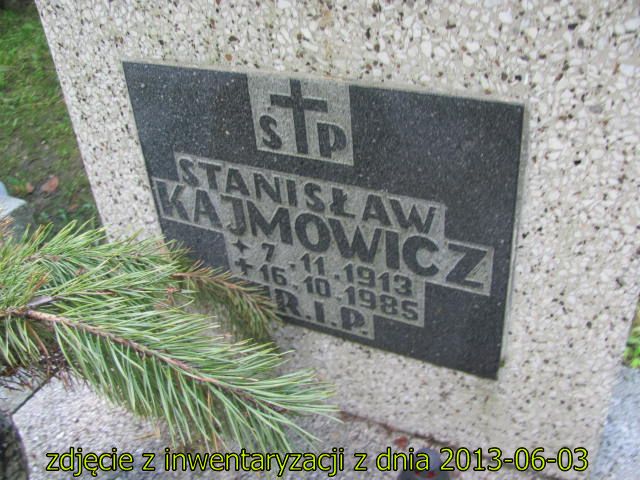 Ś P
STANISŁAW
KAJMOWICZ
7.11.1913
16.10.1985
R.I.P.
zdjęcie z inwentaryzacji z dnia 2013-06-03